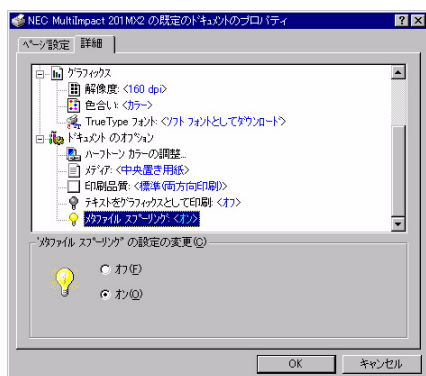 NEC MultiImpact 201MX2 の既定のﾄﾞｷｭﾒﾝﾄのプロパティ
ﾍﾟｰｼﾞ設定 詳細
ｸﾞﾗﾌｨｯｸｽ
解像度: <160 dpi>
色合い: <ｶﾗｰ>
TrueType ﾌｫﾝﾄ: <ｿﾌﾄ ﾌｫﾝﾄとしてﾀﾞｳﾝﾛｰﾄﾞ>
ﾄﾞｷｭﾒﾝﾄ のｵﾌﾟｼｮﾝ
ﾊｰﾌﾄｰﾝ ｶﾗｰの調整...
ﾒﾃﾞｨｱ: <中央置き用紙>
印刷品質: <標準(両方向印刷)>
ﾃｷｽﾄをｸﾞﾗﾌｨｯｸｽとして印刷: <ｵﾌ>
ﾒﾀﾌｧｲﾙ ｽﾌﾟｰﾘﾝｸﾞ: <ｵﾝ>
'ﾒﾀﾌｧｲﾙ ｽﾌﾟｰﾘﾝｸﾞ' の設定の変更(C)
ｵﾌ(F)
ｵﾝ(O)
OK ｷｬﾝｾﾙ